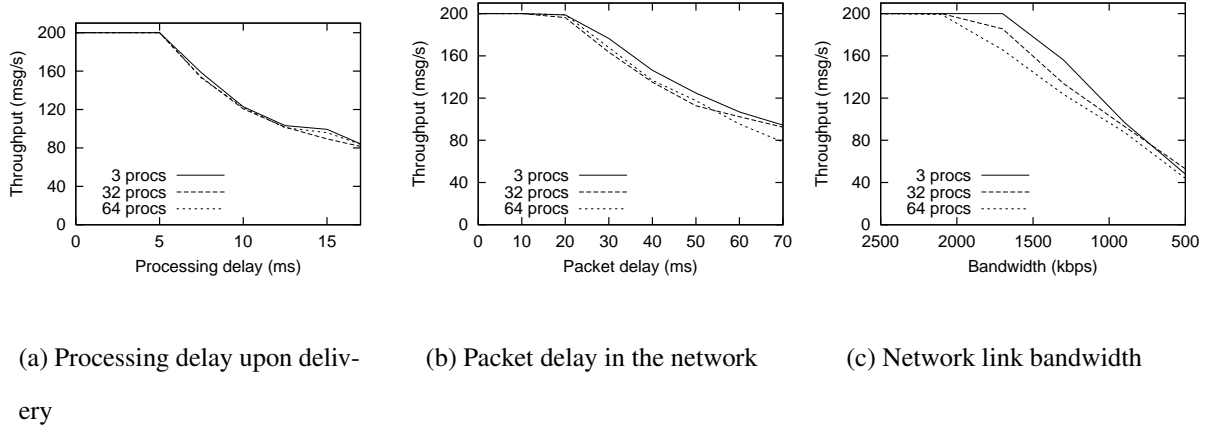 Throughput (msg/s)
200
160
120
80
40
0
3 procs
32 procs
64 procs
0 5 10 15
Processing delay (ms)
(a) Processing delay upon deliv-
ery
Throughput (msg/s)
200
160
120
80
40
0
3 procs
32 procs
64 procs
0 10 20 30 40 50 60 70
Packet delay (ms)
(b) Packet delay in the network
Throughput (msg/s)
200
160
120
80
40
0
3 procs
32 procs
64 procs
2500 2000 1500 1000 500
Bandwidth (kbps)
(c) Network link bandwidth